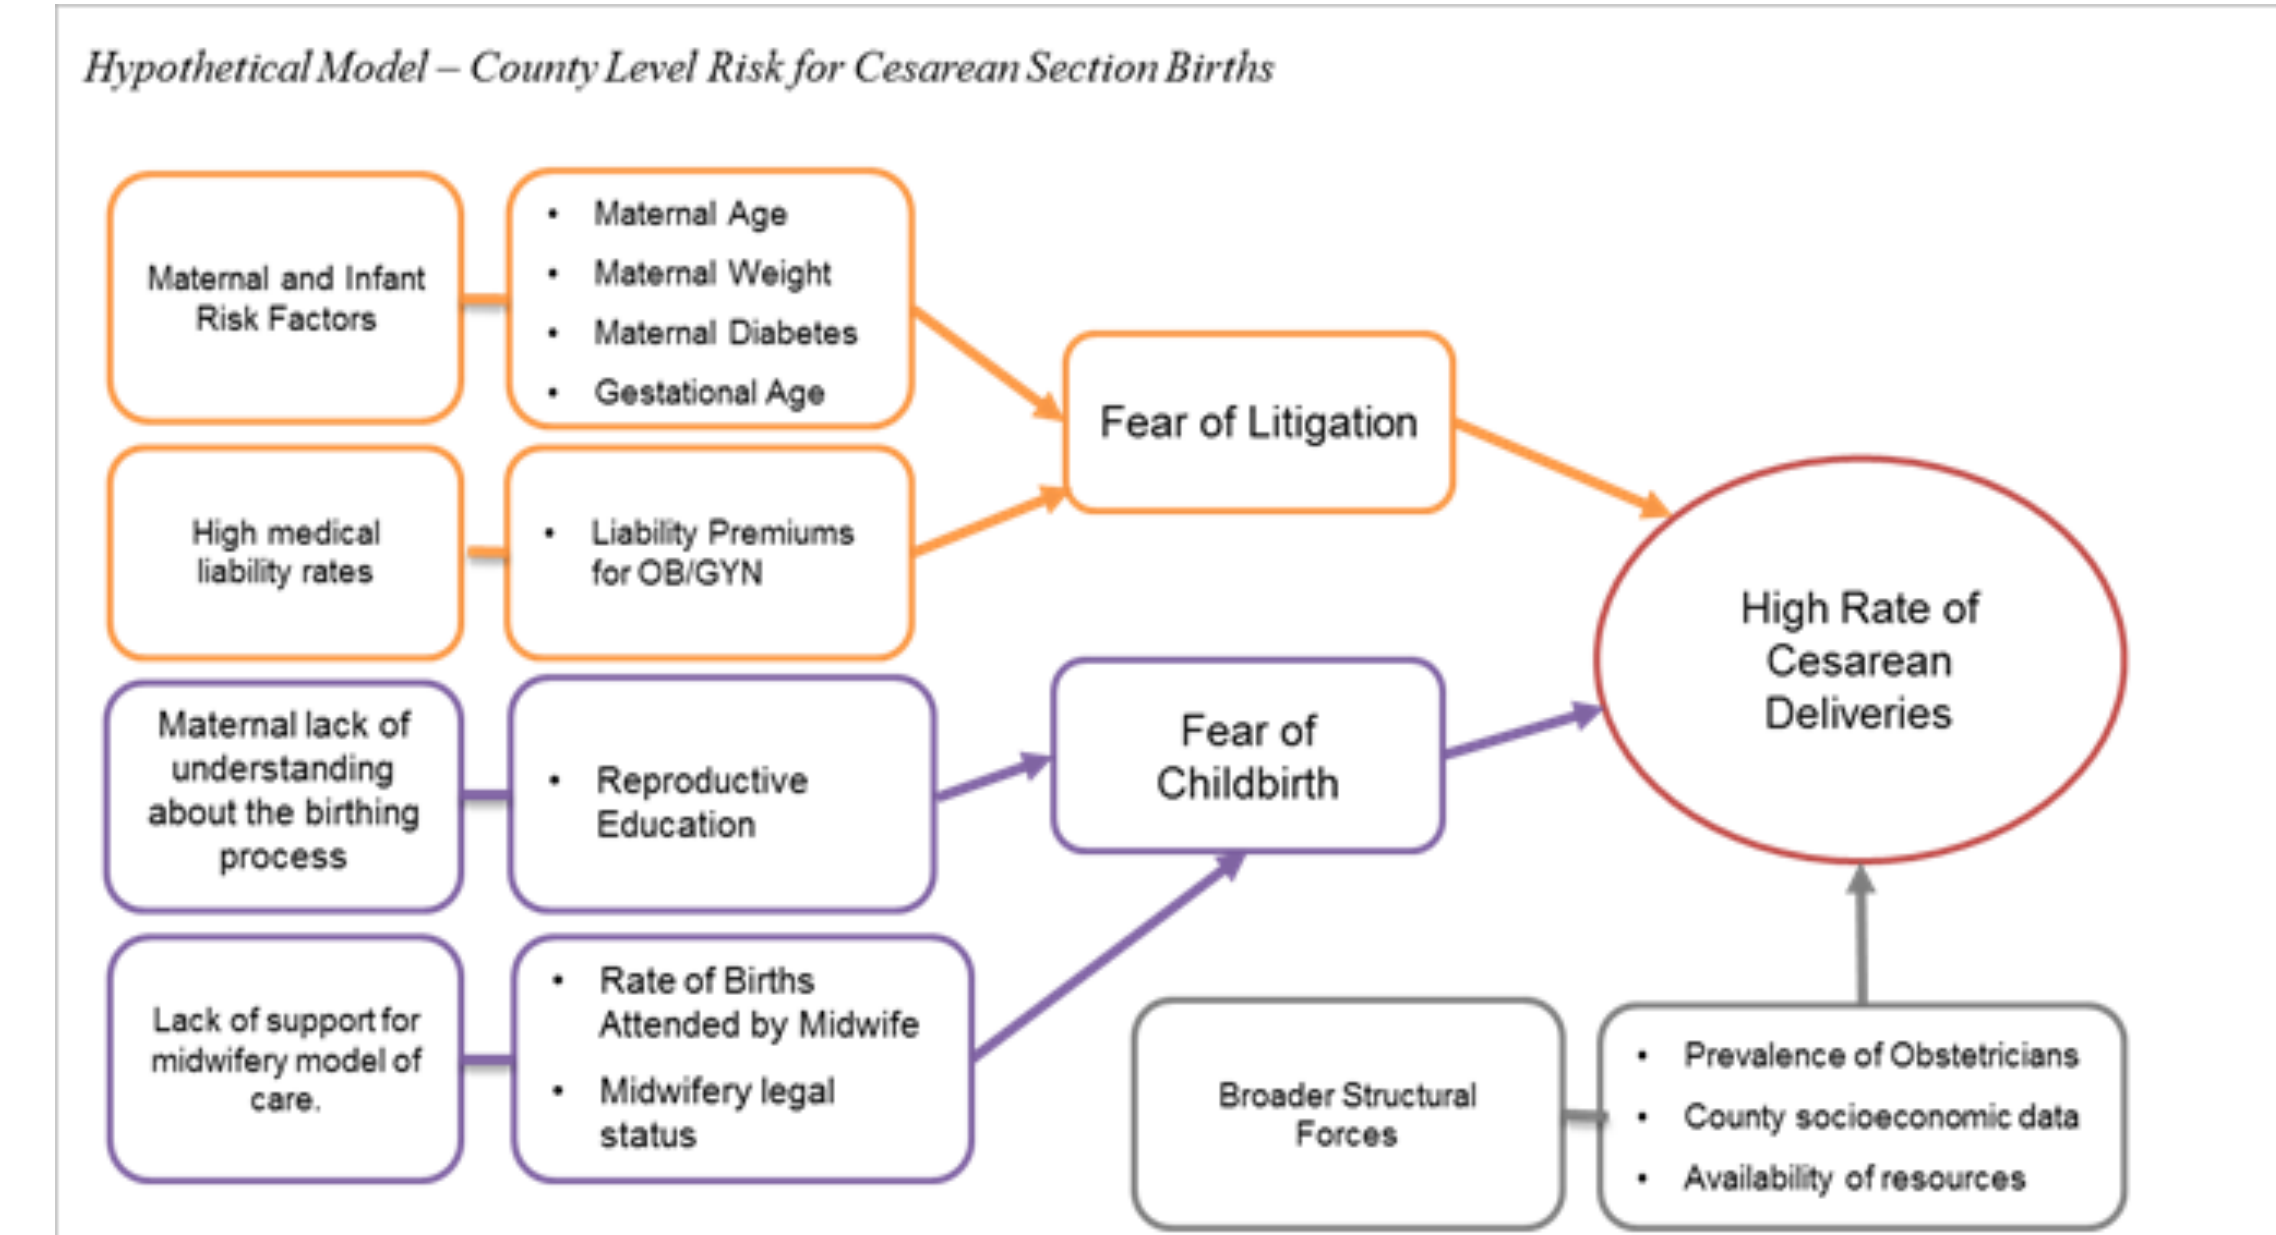 Hypothetical Model – County Level Risk for Cesarean Section Births
Maternal and Infant
Risk Factors
• Maternal Age
• Maternal Weight
• Maternal Diabetes
• Gestational Age
Fear of Litigation
High medical
liability rates
• Liability Premiums
for OB/GYN
High Rate of
Cesarean
Deliveries
Maternal lack of
understanding
about the birthing
process
• Reproductive
Education
Fear of
Childbirth
Lack of support for
midwifery model of
care.
• Rate of Births
Attended by Midwife
• Midwifery legal
status
Broader Structural
Forces
• Prevalence of Obstetricians
• County socioeconomic data
• Availability of resources